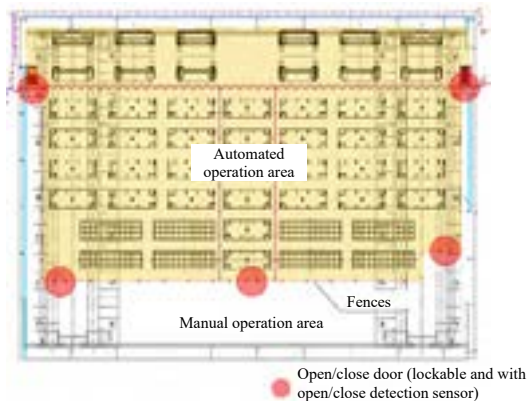 Automated
operation area
Fences
Manual operation area
Open/close door (lockable and with
open/close detection sensor)